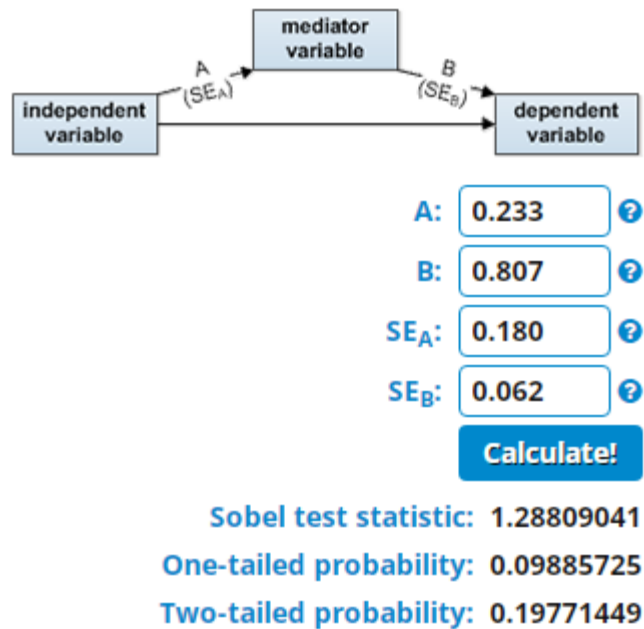 mediator
variable
A
(SEA)
B
(SEB)
independent
variable
dependent
variable
A: 0.233 ?
B: 0.807 ?
SEA: 0.180 ?
SEB: 0.062 ?
Calculate!
Sobel test statistic: 1.28809041
One-tailed probability: 0.09885725
Two-tailed probability: 0.19771449